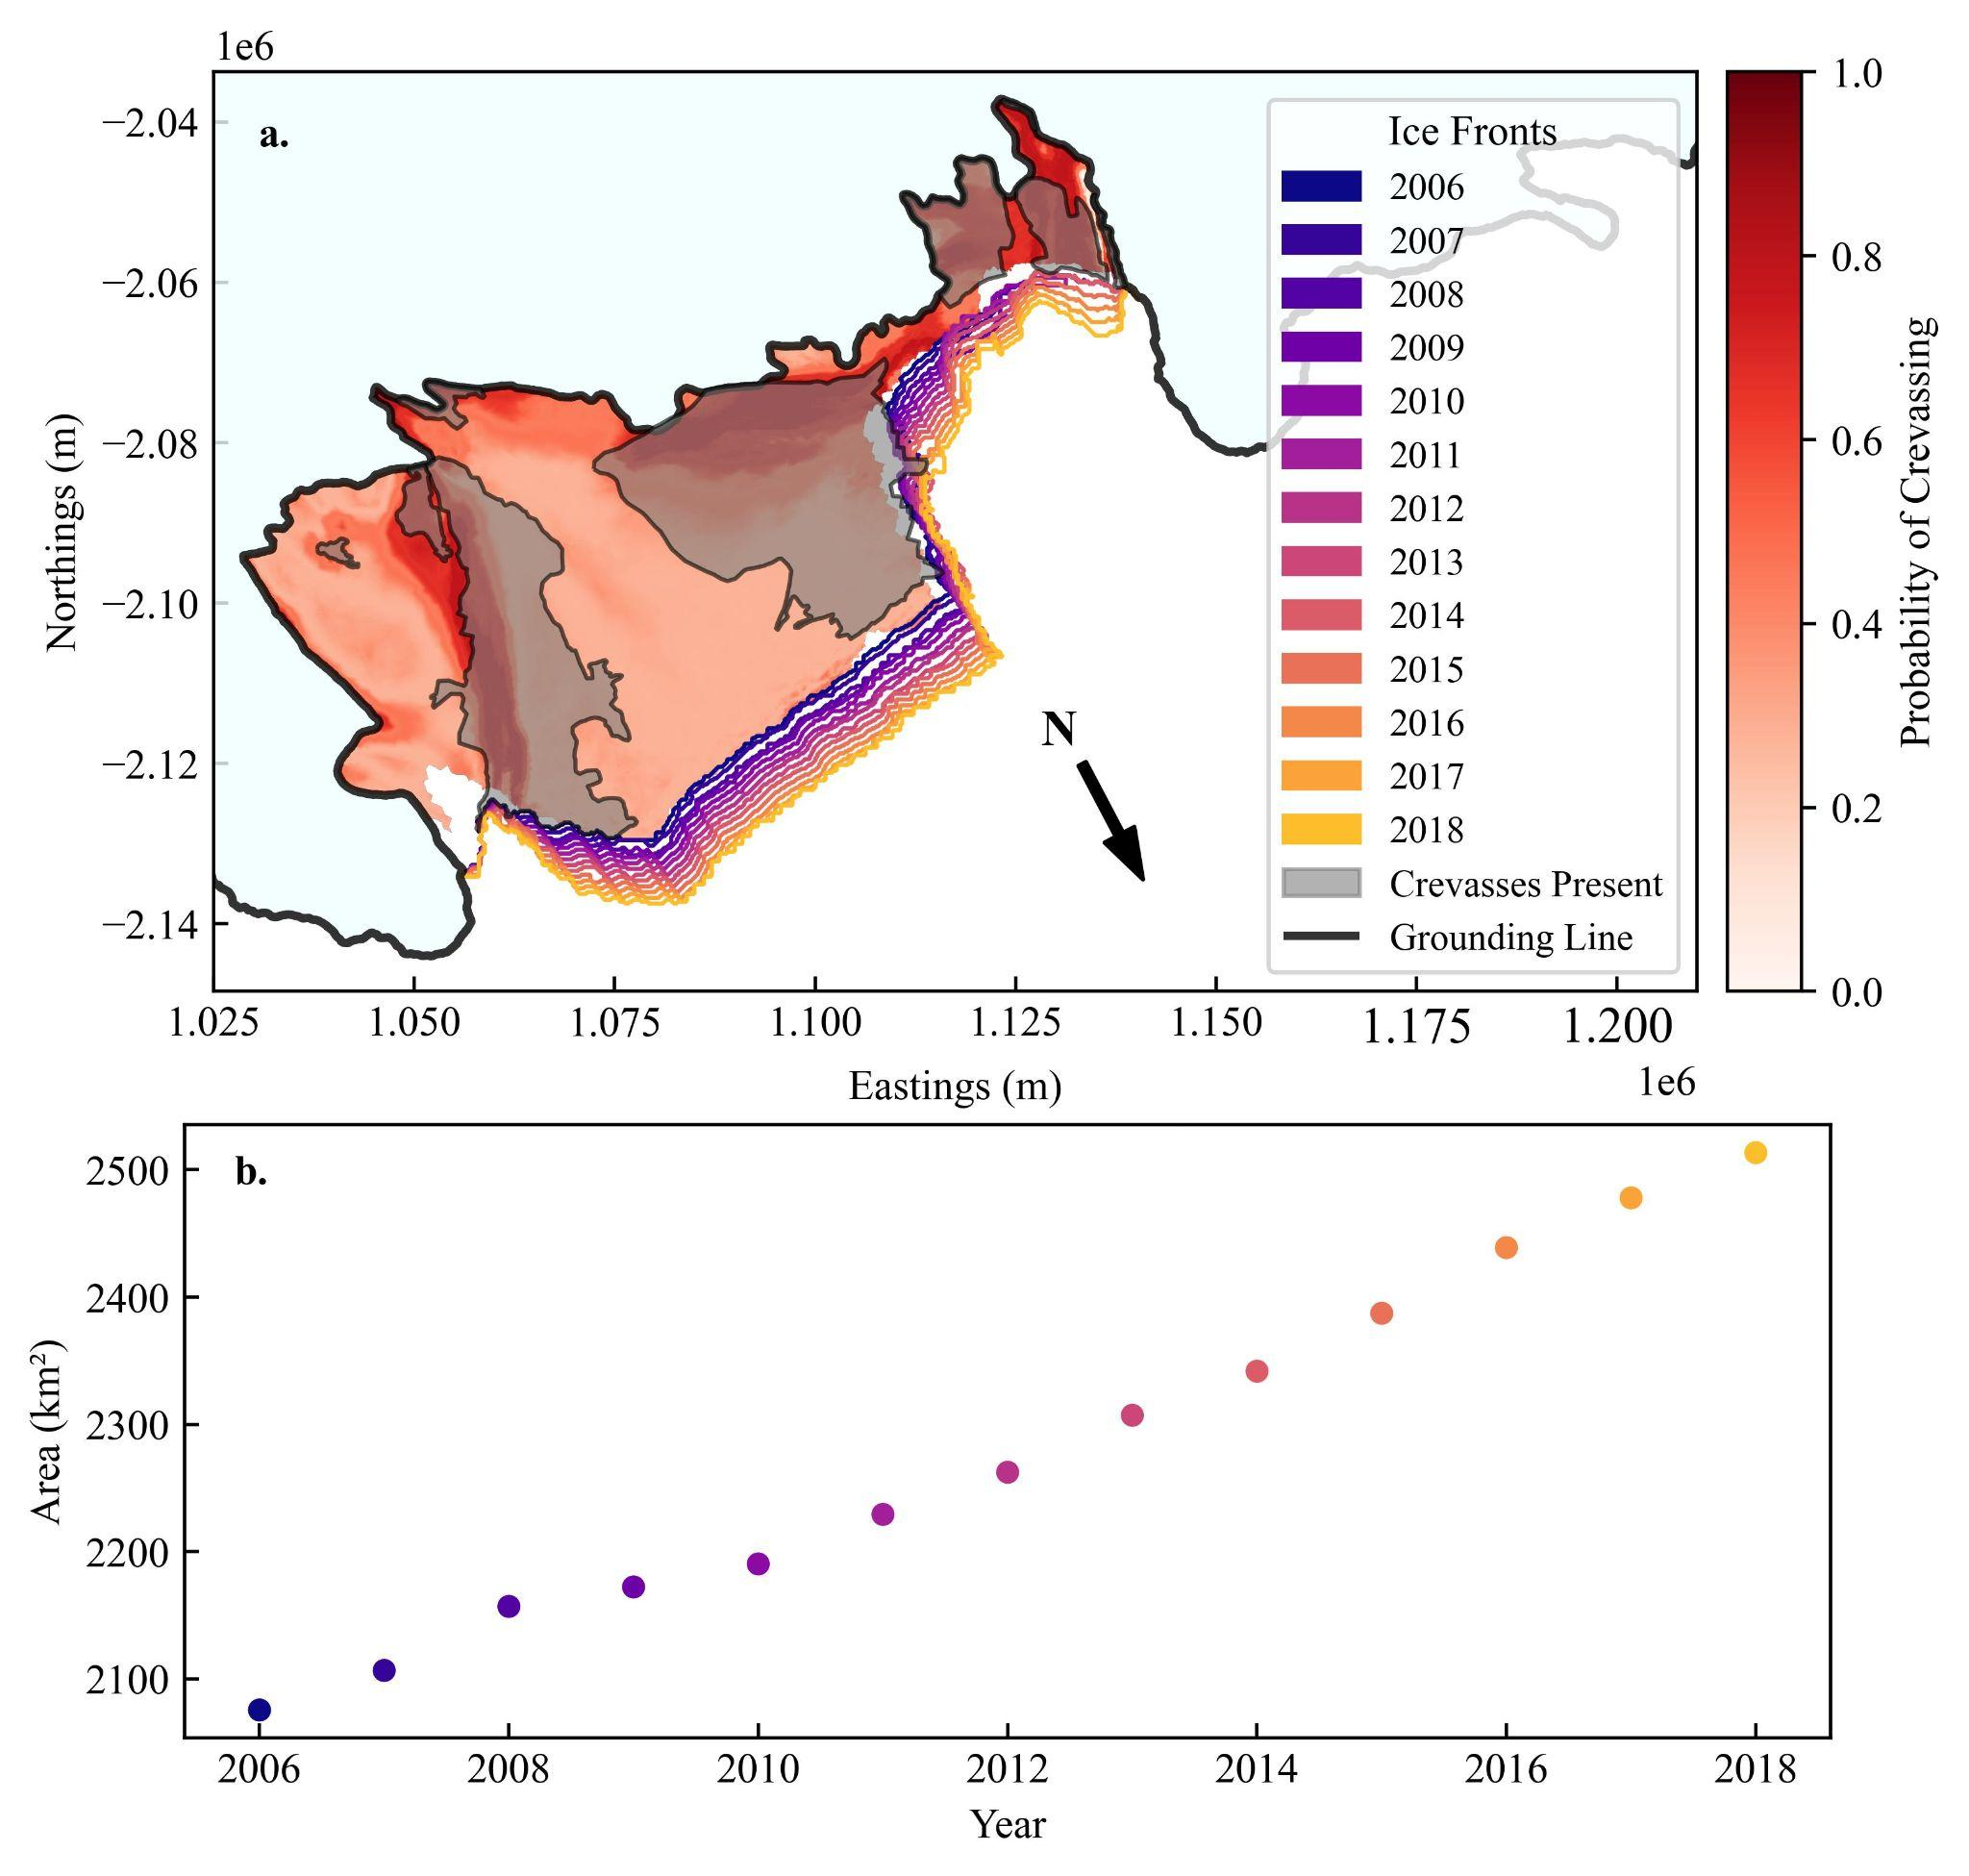 1e6
a.
−2.04
−2.06
−2.08
−2.10
−2.12
−2.14
Northings (m)
Ice Fronts
2006
2007
2008
2009
2010
2011
2012
2013
2014
2015
2016
2017
2018
Crevasses Present
Grounding Line
N
1.0
0.8
0.6
0.4
0.2
0.0
Probability of Crevassing
1.025 1.050 1.075 1.100 1.125 1.150 1.175 1.200
Eastings (m)
1e6
b.
2500
2400
2300
2200
2100
Area (km²)
2006 2008 2010 2012 2014 2016 2018
Year